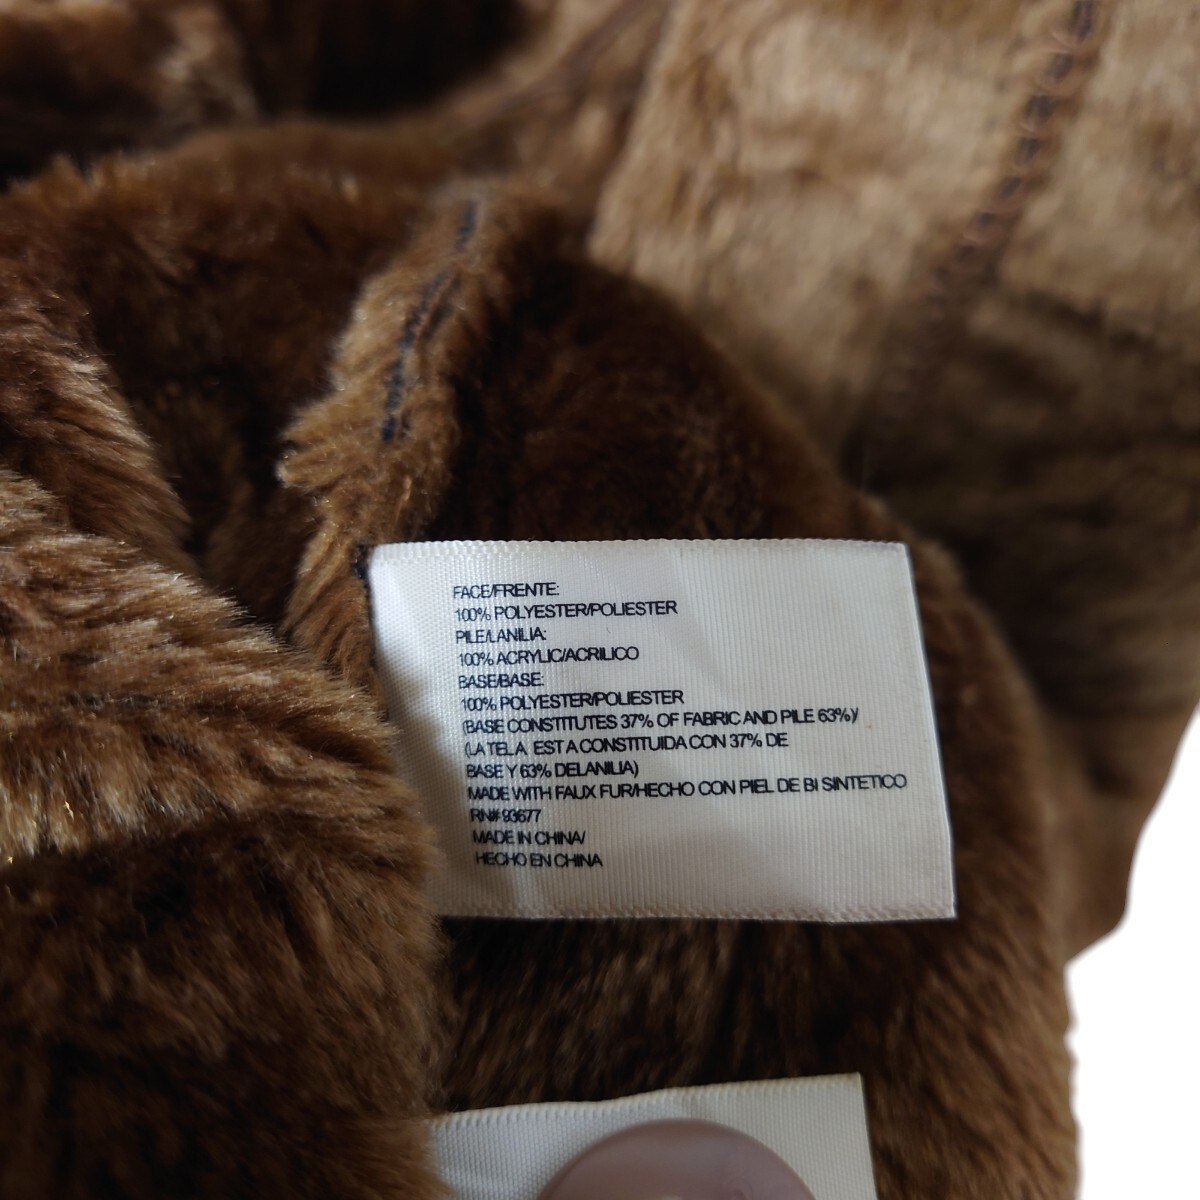 FACE/FRENTE:
100% POLYESTER/POLIESTER
PILE/LANILIA:
100% ACRYLIC/ACRILICO
BASE/BASE:
100% POLYESTER/POLIESTER
(BASE CONSTITUTES 37% OF FABRIC AND PILE 63%)/
(LA TELA EST A CONSTITUIDA CON 37% DE
BASE Y 63% DELANILIA)
MADE WITH FAUX FUR/HECHO CON PIEL DE BI SINTETICO
RN# 93677
MADE IN CHINA/
HECHO EN CHINA